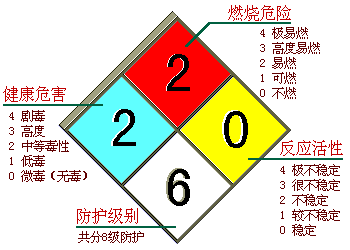 燃烧危险
4 极易燃
3 高度易燃
2 易燃
1 可燃
0 不燃
2
健康危害
4 剧毒
3 高度
2 中等毒性
1 低毒
0 微毒（无毒）
2
0
反应活性
4 极不稳定
3 很不稳定
2 不稳定
1 较不稳定
0 稳定
6
防护级别
共分6级防护